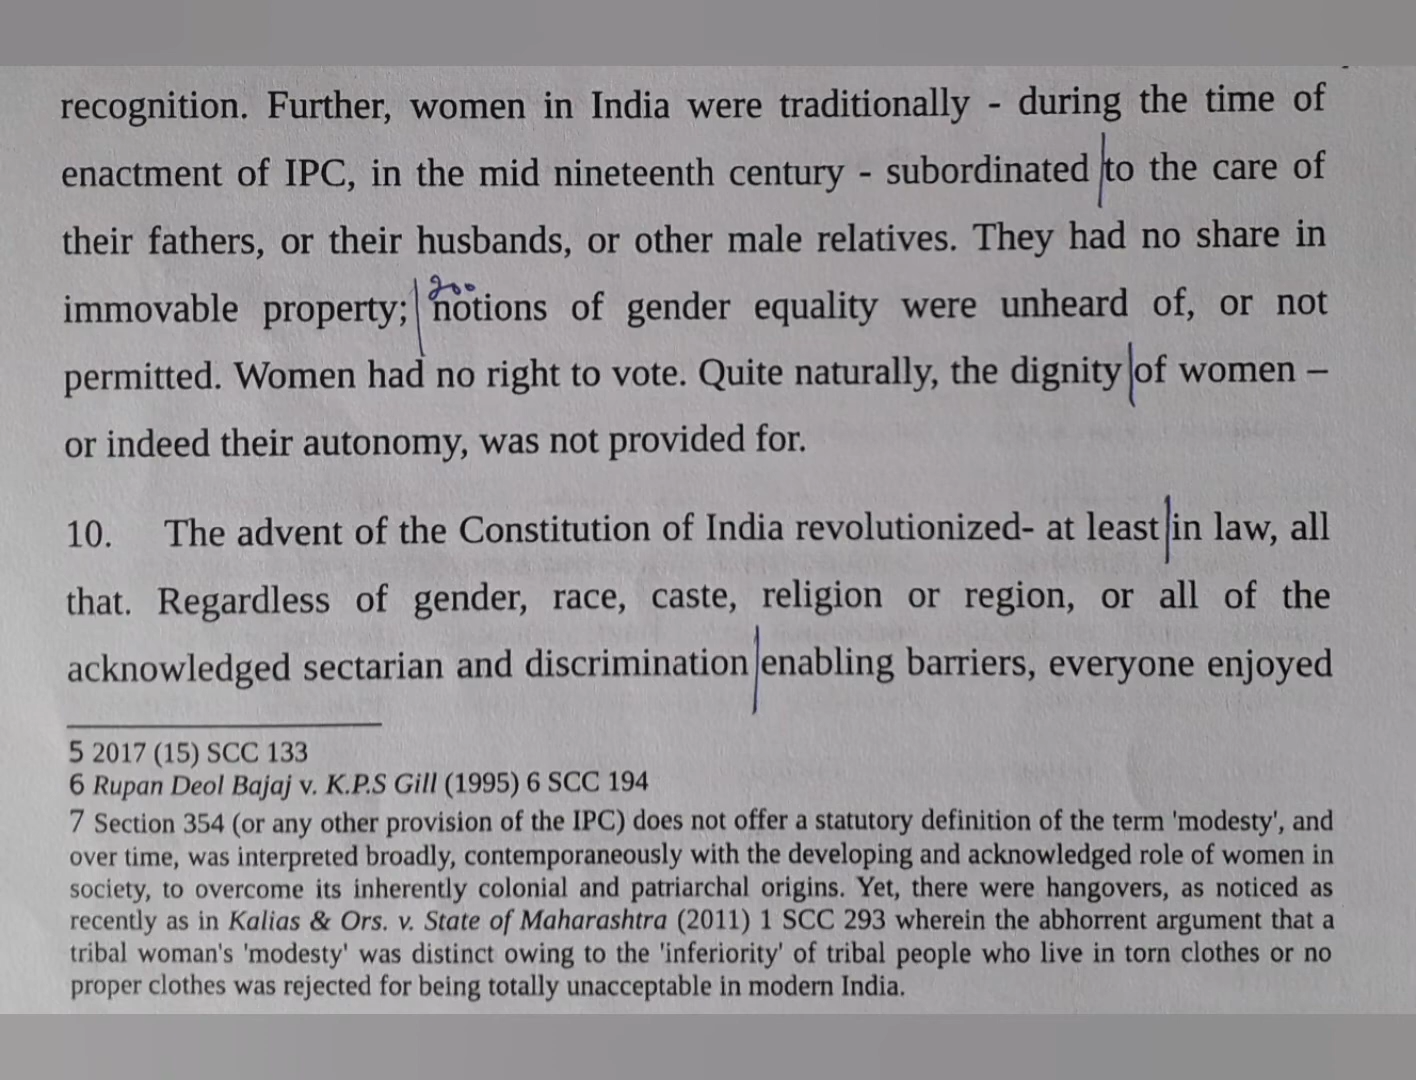 recognition. Further, women in India were traditionally - during the time of
enactment of IPC, in the mid nineteenth century - subordinated to the care of
their fathers, or their husbands, or other male relatives. They had no share in
200
immovable property; notions of gender equality were unheard of, or not
permitted. Women had no right to vote. Quite naturally, the dignity of women –
or indeed their autonomy, was not provided for.
10. The advent of the Constitution of India revolutionized- at least in law, all
that. Regardless of gender, race, caste, religion or region, or all of the
acknowledged sectarian and discrimination enabling barriers, everyone enjoyed
5 2017 (15) SCC 133
6 Rupan Deol Bajaj v. K.P.S Gill (1995) 6 SCC 194
7 Section 354 (or any other provision of the IPC) does not offer a statutory definition of the term 'modesty', and
over time, was interpreted broadly, contemporaneously with the developing and acknowledged role of women in
society, to overcome its inherently colonial and patriarchal origins. Yet, there were hangovers, as noticed as
recently as in Kalias & Ors. v. State of Maharashtra (2011) 1 SCC 293 wherein the abhorrent argument that a
tribal woman's 'modesty' was distinct owing to the 'inferiority' of tribal people who live in torn clothes or no
proper clothes was rejected for being totally unacceptable in modern India.